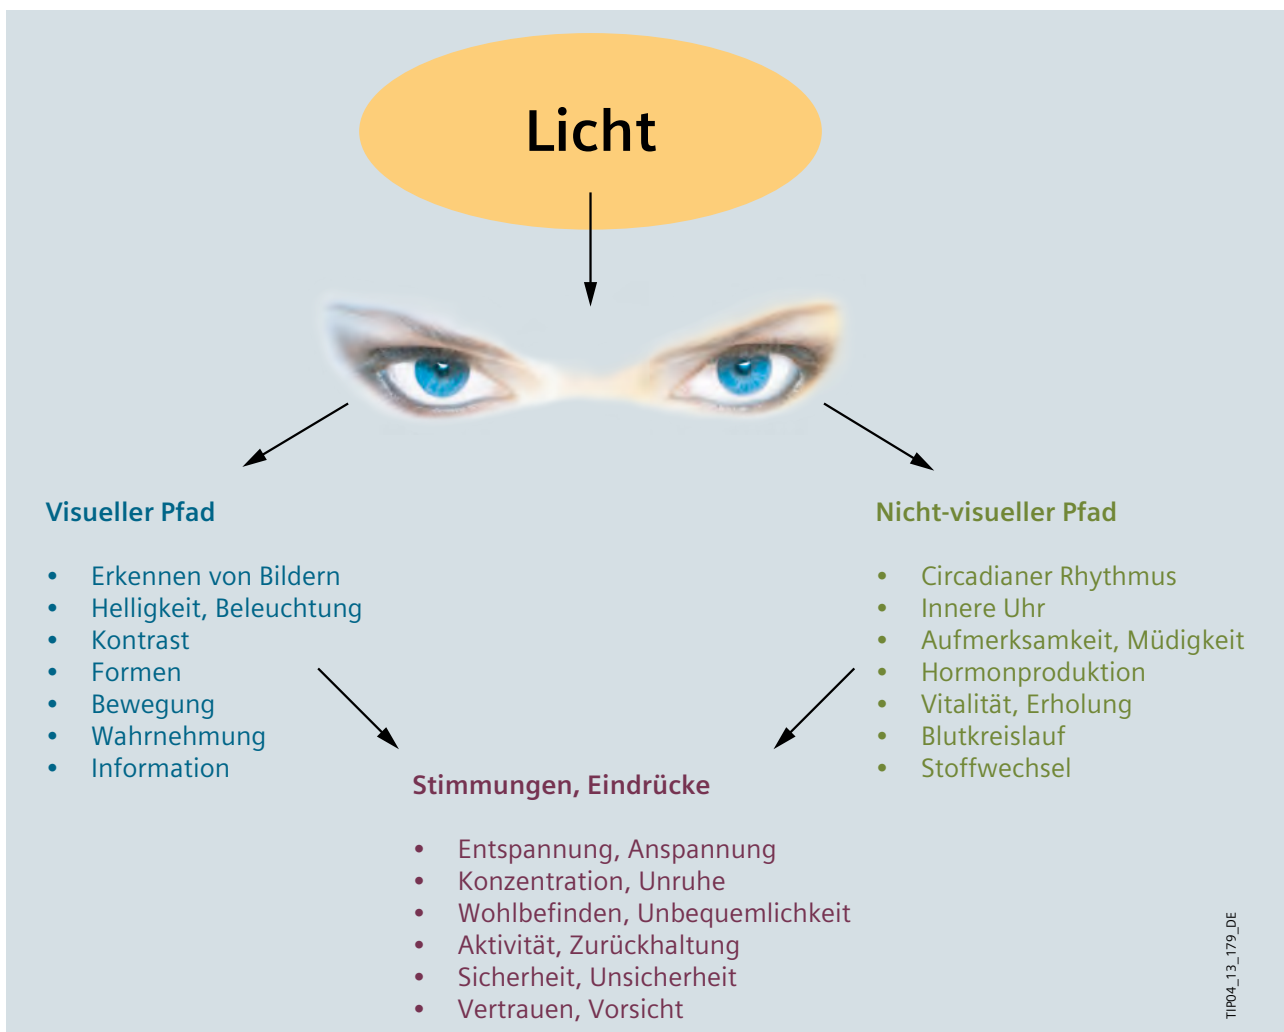 Licht
Visueller Pfad
• Erkennen von Bildern
• Helligkeit, Beleuchtung
• Kontrast
• Formen
• Bewegung
• Wahrnehmung
• Information
Nicht-visueller Pfad
• Circadianer Rhythmus
• Innere Uhr
• Aufmerksamkeit, Müdigkeit
• Hormonproduktion
• Vitalität, Erholung
• Blutkreislauf
• Stoffwechsel
Stimmungen, Eindrücke
• Entspannung, Anspannung
• Konzentration, Unruhe
• Wohlbefinden, Unbequemlichkeit
• Aktivität, Zurückhaltung
• Sicherheit, Unsicherheit
• Vertrauen, Vorsicht
TIP04_13_179_DE